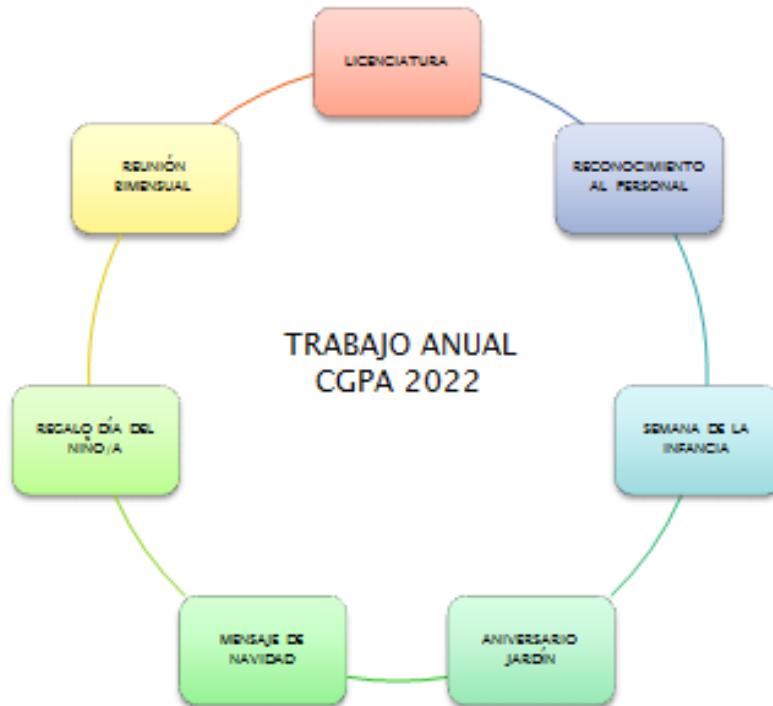 LICENCIATURA
RECONOCIMIENTO
AL PERSONAL
SEMANA DE LA
INFANCIA
ANIVERSARIO
JARDÍN
MENSAJE DE
NAVIDAD
REGALO DÍA DEL
NIÑO/A
REUNIÓN
BIMENSUAL
TRABAJO ANUAL
CGPA 2022